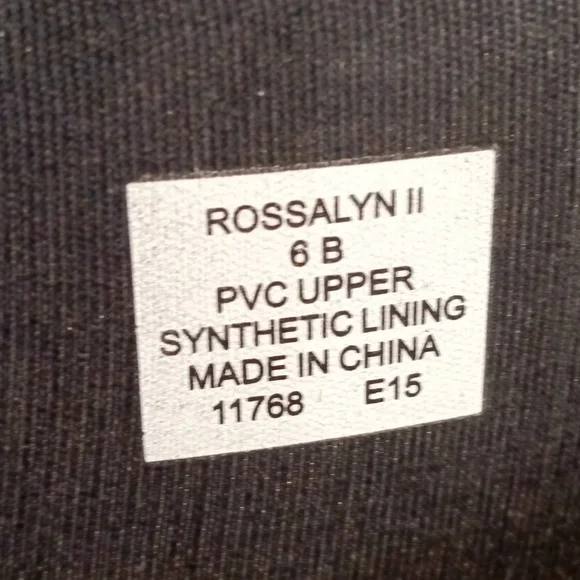 ROSSALYN II
6 B
PVC UPPER
SYNTHETIC LINING
MADE IN CHINA
11768 E15